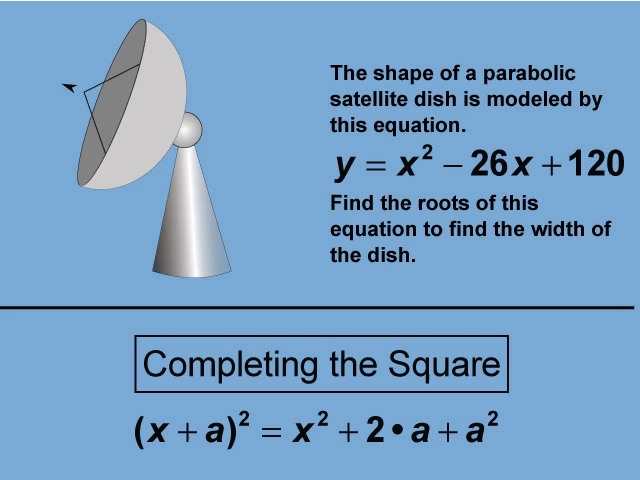 The shape of a parabolic
satellite dish is modeled by
this equation.
y = x² − 26x + 120
Find the roots of this
equation to find the width of
the dish.
Completing the Square
(x + a)² = x² + 2 • a + a²